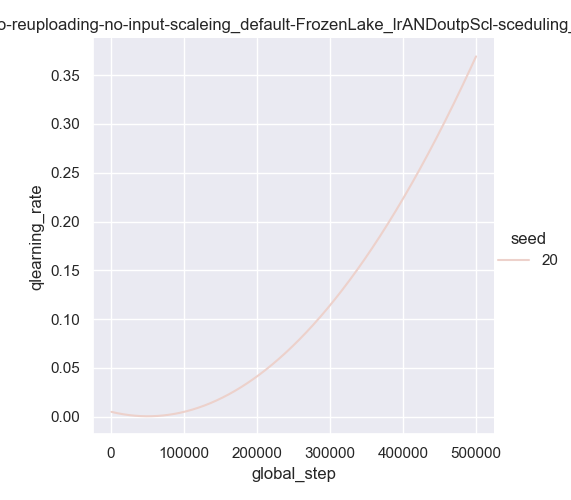 o-reuploading-no-input-scaleing_default-FrozenLake_lrANDoutpScl-sceduling_
0.35
0.30
0.25
0.20
0.15
0.10
0.05
0.00
qlearning_rate
seed
20
0 100000 200000 300000 400000 500000
global_step